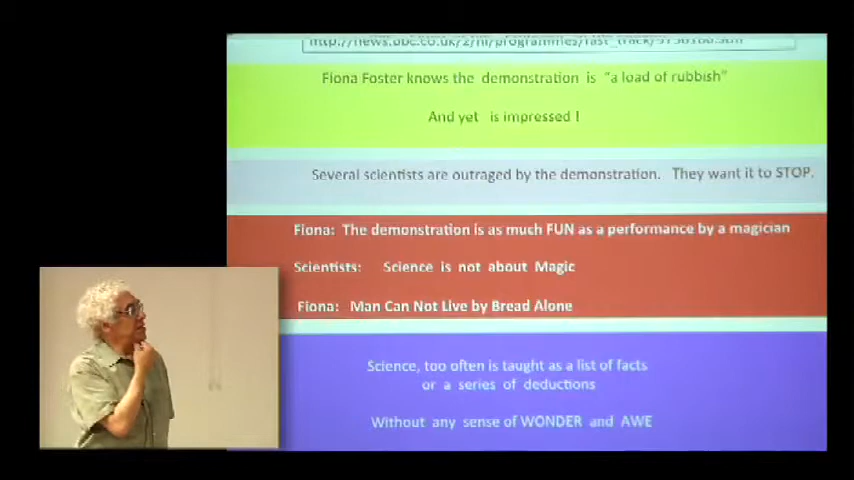 Fiona Foster knows the demonstration is "a load of rubbish"
And yet is impressed !
Several scientists are outraged by the demonstration. They want it to STOP.
Fiona: The demonstration is as much FUN as a performance by a magician
Scientists: Science is not about Magic
Fiona: Man Can Not Live by Bread Alone
Science, too often is taught as a list of facts
or a series of deductions
Without any sense of WONDER and AWE